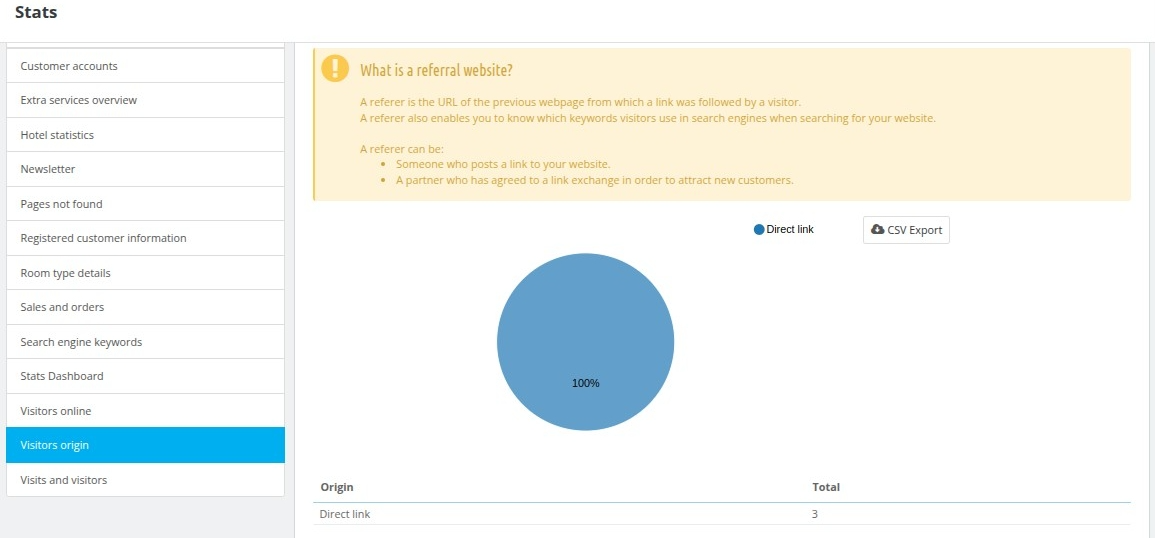 Stats
Customer accounts
Extra services overview
Hotel statistics
Newsletter
Pages not found
Registered customer information
Room type details
Sales and orders
Search engine keywords
Stats Dashboard
Visitors online
Visitors origin
Visits and visitors
What is a referral website?
A referer is the URL of the previous webpage from which a link was followed by a visitor.
A referer also enables you to know which keywords visitors use in search engines when searching for your website.
A referer can be:
Someone who posts a link to your website.
A partner who has agreed to a link exchange in order to attract new customers.
Direct link
CSV Export
100%
Origin Total
Direct link 3